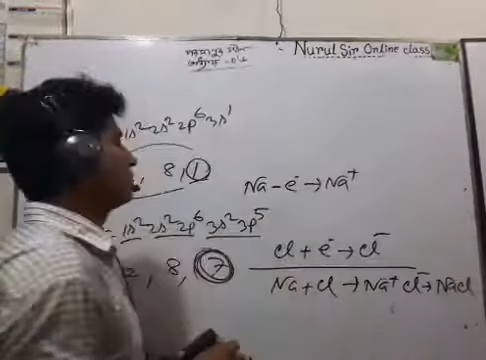 :- Nurul Sir Online class
1s²2s²2p⁶3s¹
8, 1
Na - e⁻ → Na⁺
1s²2s²2p⁶3s²3p⁵
2, 8, 7
Cl + e⁻ → Cl⁻
Na + Cl → Na⁺ Cl⁻ → NaCl